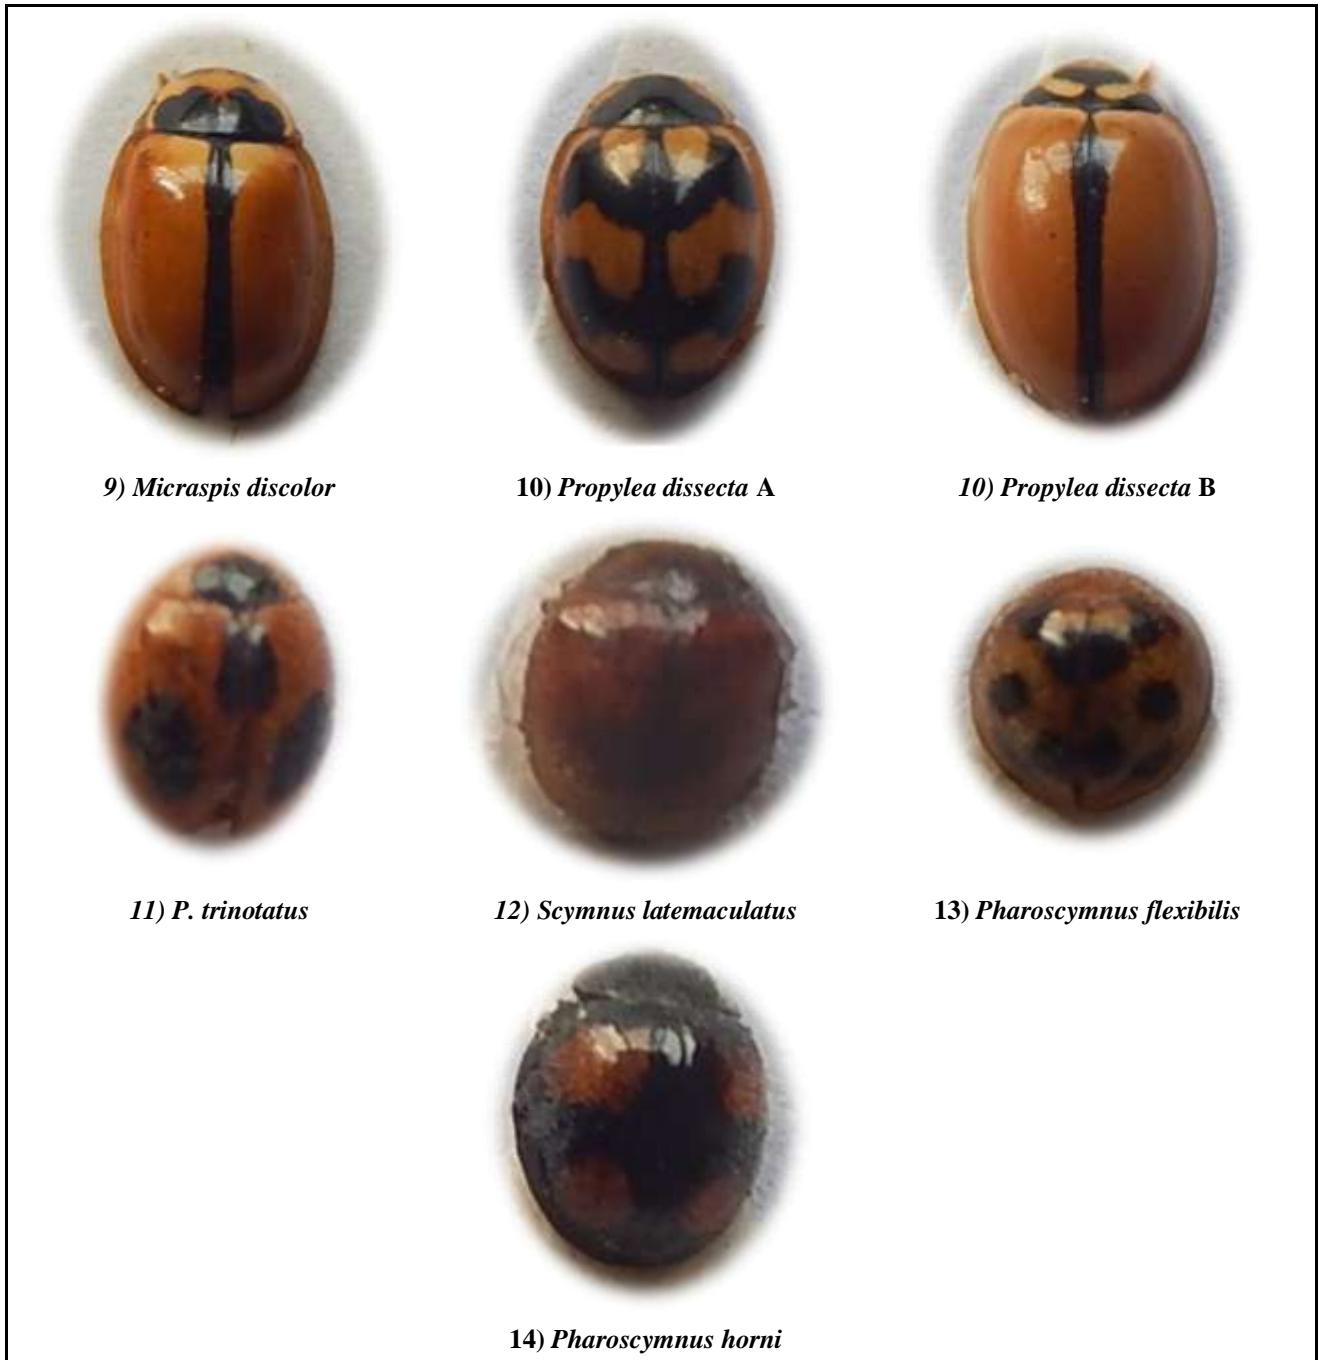 9) Micraspis discolor
10) Propylea dissecta A
10) Propylea dissecta B
11) P. trinotatus
12) Scymnus latemaculatus
13) Pharoscymnus flexibilis
14) Pharoscymnus horni